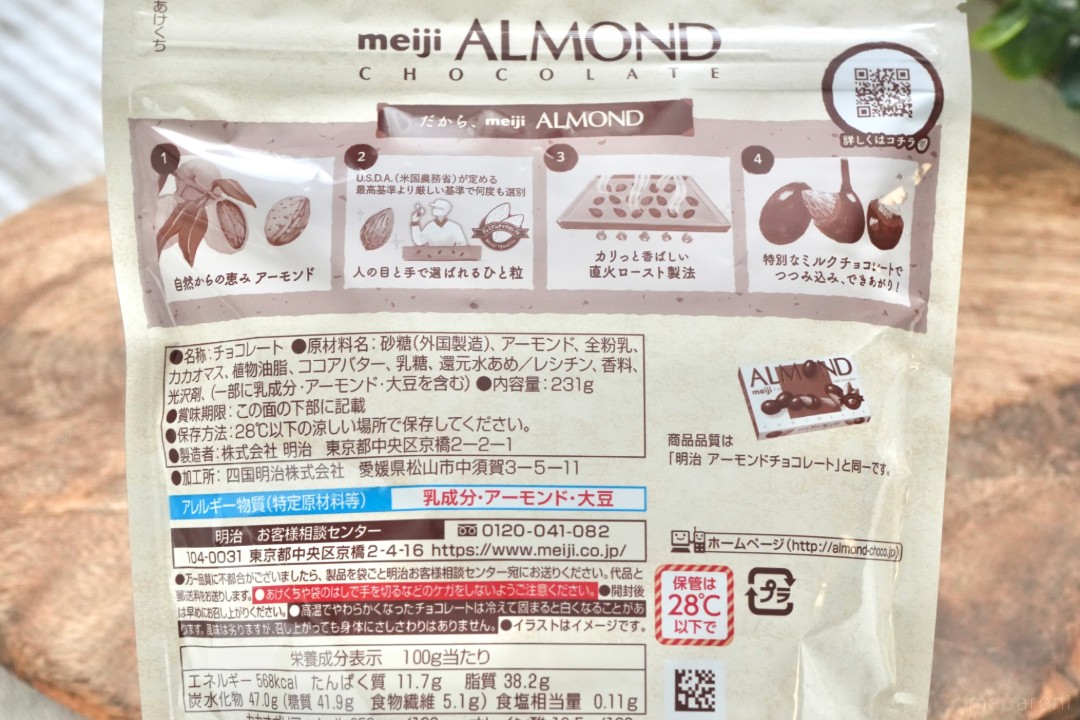 あけくち
meiji ALMOND
CHOCOLATE
だから、meiji ALMOND
詳しくはコチラ
1
自然からの恵み アーモンド
2
U.S.D.A.(米国農務省)が定める
最高基準より厳しい基準で何度も選別
人の目と手で選ばれるひと粒
3
カリっと香ばしい
直火ロースト製法
4
特別なミルクチョコレートで
つつみ込み、できあがり!
●名称:チョコレート ●原材料名:砂糖(外国製造)、アーモンド、全粉乳、
カカオマス、植物油脂、ココアバター、乳糖、還元水あめ/レシチン、香料、
光沢剤、(一部に乳成分・アーモンド・大豆を含む) ●内容量:231g
●賞味期限:この面の下部に記載
●保存方法:28℃以下の涼しい場所で保存してください。
●製造者:株式会社 明治 東京都中央区京橋2-2-1
●加工所:四国明治株式会社 愛媛県松山市中須賀3-5-11
ALMOND
meiji
商品品質は
「明治 アーモンドチョコレート」と同一です。
アレルギー物質(特定原材料等) 乳成分・アーモンド・大豆
明治 お客様相談センター 0120-041-082
104-0031 東京都中央区京橋2-4-16 https://www.meiji.co.jp/
ホームページ(http://almond-choco.jp/)
●万一品質に不都合がございましたら、製品を袋ごと明治お客様相談センター宛にお送りください。代品と
郵送料をお送りします。●あけくちや袋のはしで手を切るなどのケガをしないようご注意ください。●開封後
は早めにお召し上がりください。●高温でやわらかくなったチョコレートは冷えて固まると白くなることがあ
ります。風味は劣りますが、召し上がっても身体にさしさわりはありません。●イラストはイメージです。
保管は
28℃
以下で
プラ
栄養成分表示 100g当たり
エネルギー 568kcal たんぱく質 11.7g 脂質 38.2g
炭水化物 47.0g(糖質 41.9g 食物繊維 5.1g) 食塩相当量 0.11g
macaroni